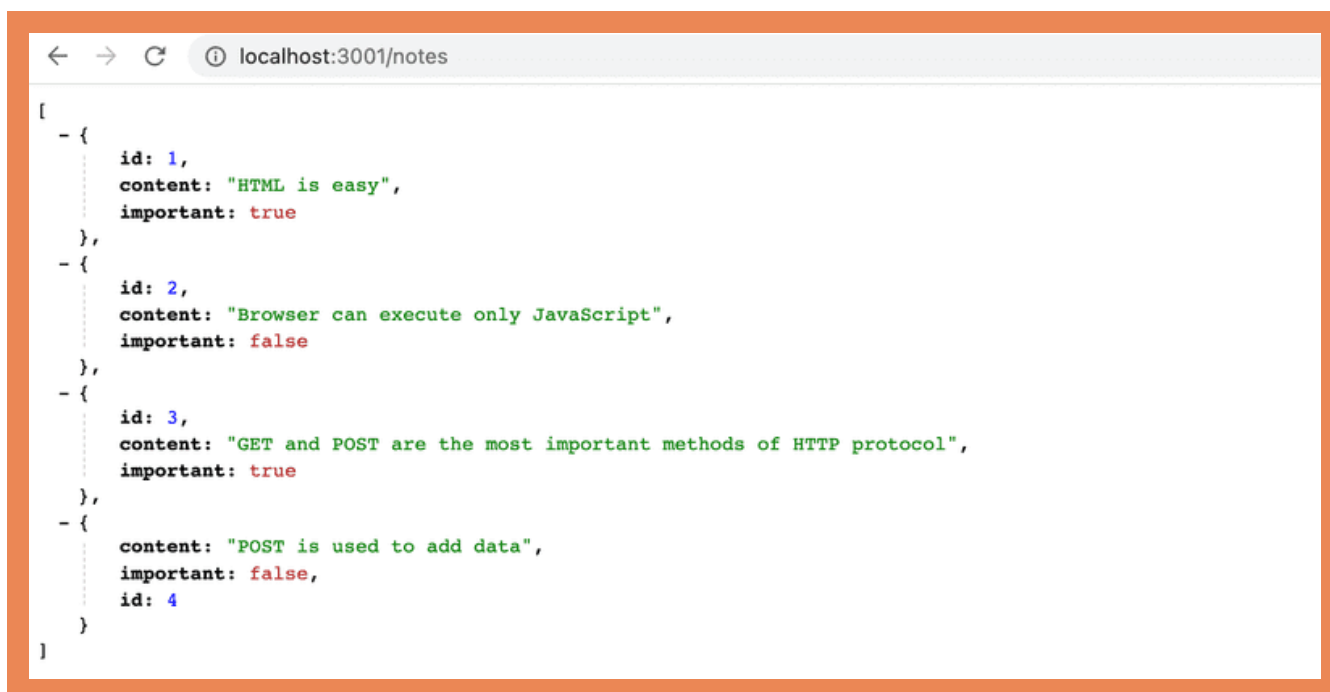 localhost:3001/notes
[
- {
id: 1,
content: "HTML is easy",
important: true
},
- {
id: 2,
content: "Browser can execute only JavaScript",
important: false
},
- {
id: 3,
content: "GET and POST are the most important methods of HTTP protocol",
important: true
},
- {
content: "POST is used to add data",
important: false,
id: 4
}
]